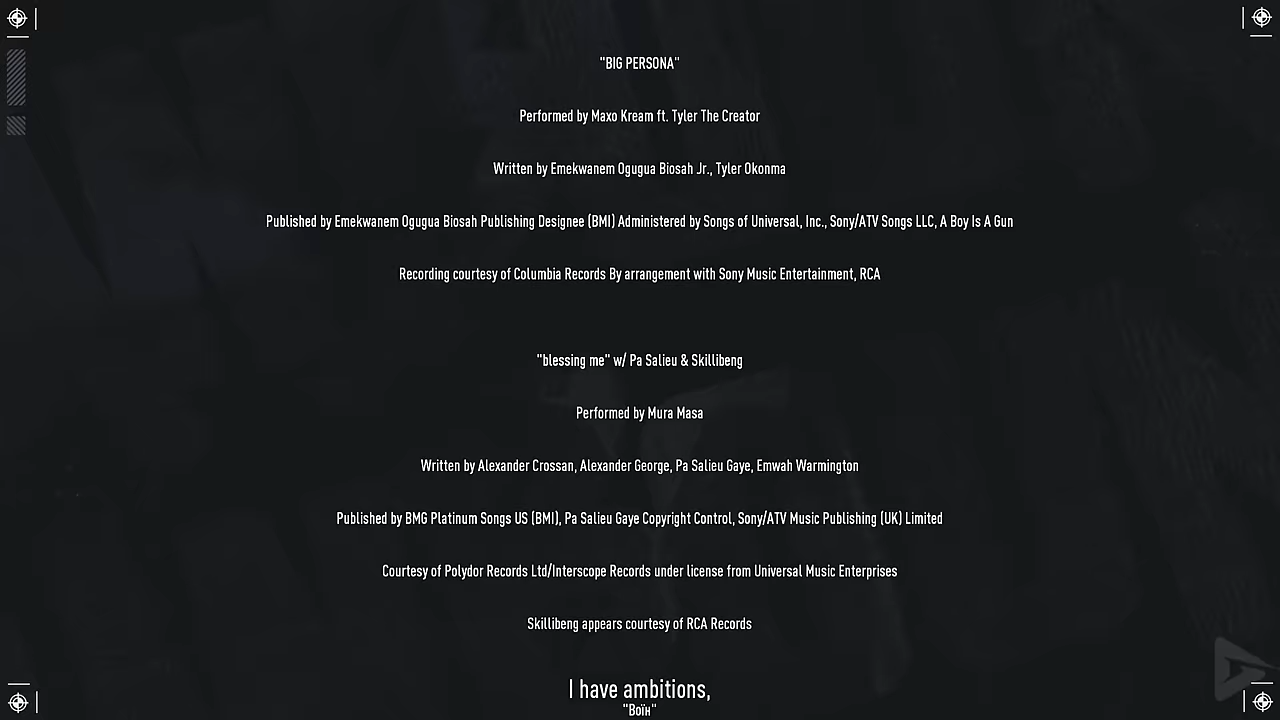 "BIG PERSONA"
Performed by Maxo Kream ft. Tyler The Creator
Written by Emekwanem Ogugua Biosah Jr., Tyler Okonma
Published by Emekwanem Ogugua Biosah Publishing Designee (BMI) Administered by Songs of Universal, Inc., Sony/ATV Songs LLC, A Boy Is A Gun
Recording courtesy of Columbia Records By arrangement with Sony Music Entertainment, RCA
"blessing me" w/ Pa Salieu & Skillibeng
Performed by Mura Masa
Written by Alexander Crossan, Alexander George, Pa Salieu Gaye, Emwah Warmington
Published by BMG Platinum Songs US (BMI), Pa Salieu Gaye Copyright Control, Sony/ATV Music Publishing (UK) Limited
Courtesy of Polydor Records Ltd/Interscope Records under license from Universal Music Enterprises
Skillibeng appears courtesy of RCA Records
I have ambitions,
"Воїн"